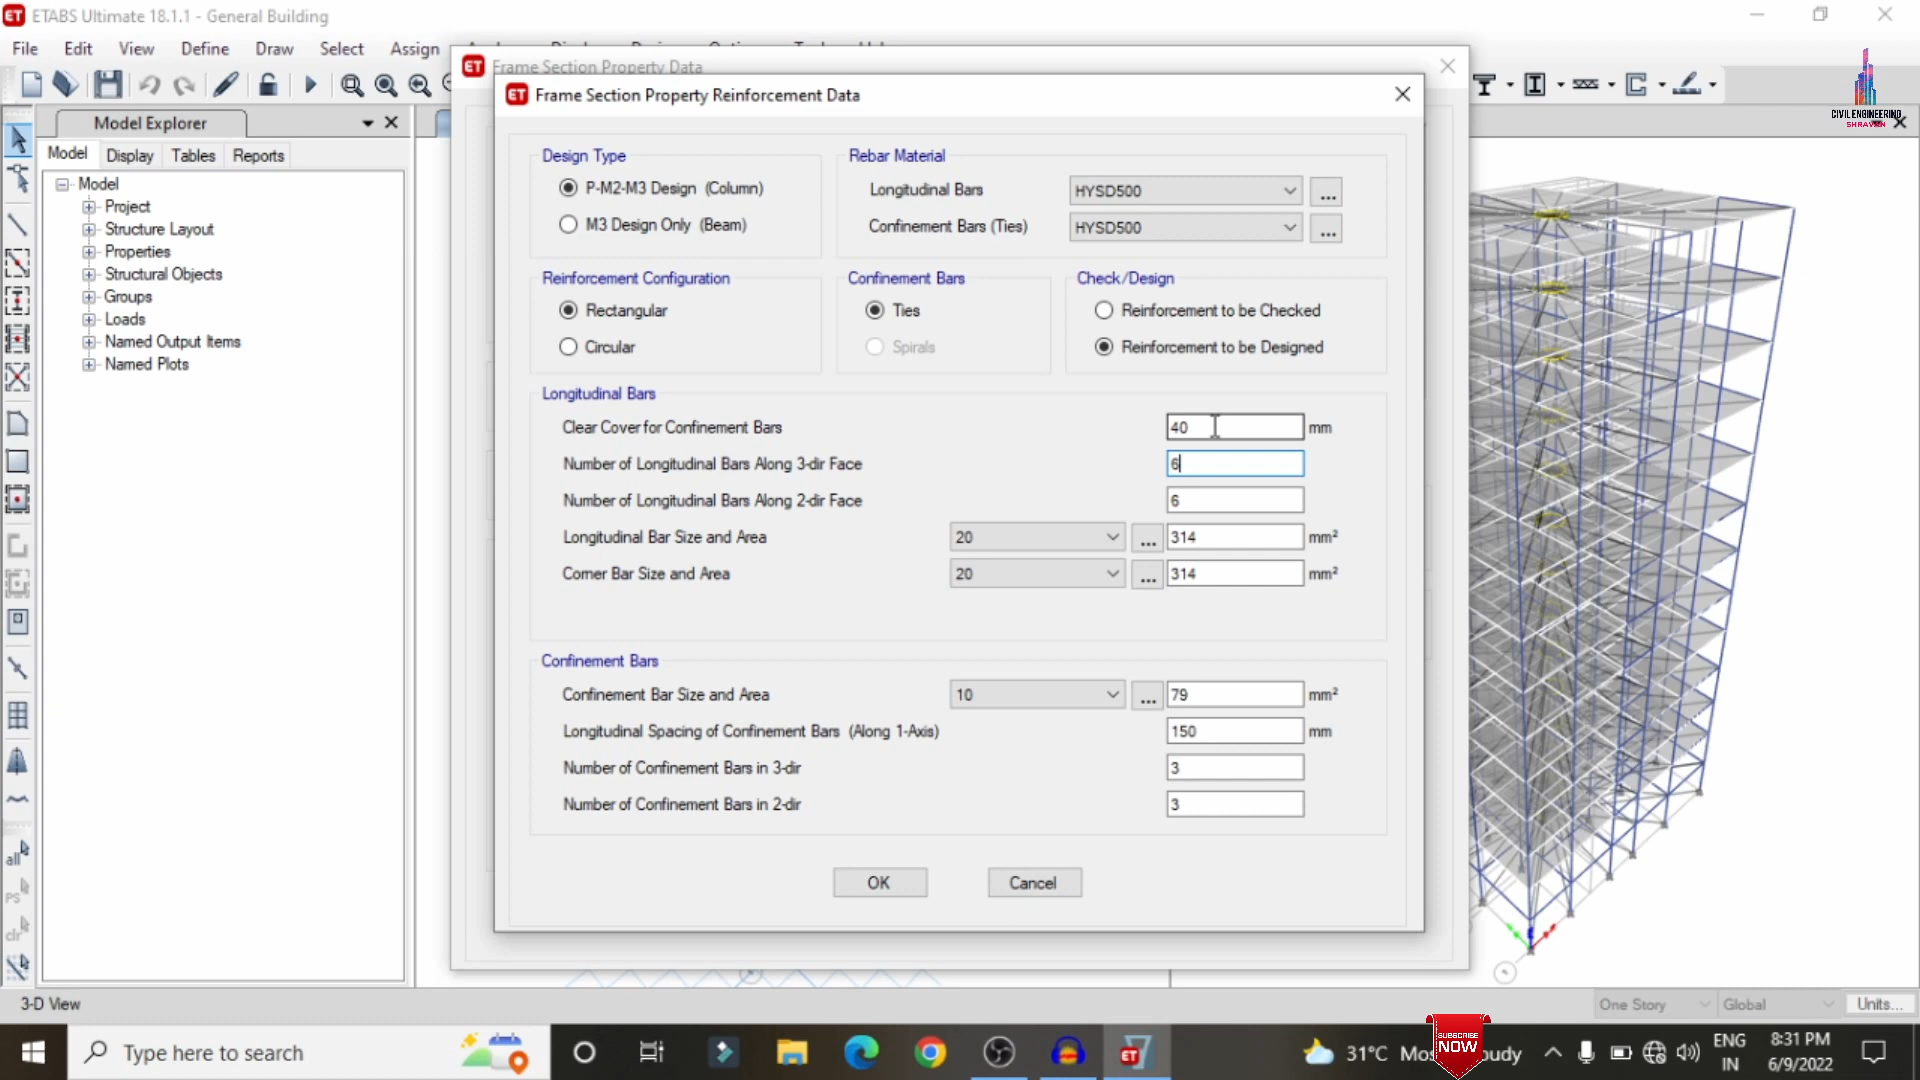 ETABS Ultimate 18.1.1 - General Building
File Edit View Define Draw Select Assign
Frame Section Property Data
Frame Section Property Reinforcement Data
CIVIL ENGINEERING
SHRAVAN
Model Explorer
Model Display Tables Reports
Model
Project
Structure Layout
Properties
Structural Objects
Groups
Loads
Named Output Items
Named Plots
Design Type
P-M2-M3 Design (Column)
M3 Design Only (Beam)
Rebar Material
Longitudinal Bars HYSD500 ...
Confinement Bars (Ties) HYSD500 ...
Reinforcement Configuration
Rectangular
Circular
Confinement Bars
Ties
Spirals
Check/Design
Reinforcement to be Checked
Reinforcement to be Designed
Longitudinal Bars
Clear Cover for Confinement Bars 40 mm
Number of Longitudinal Bars Along 3-dir Face 6
Number of Longitudinal Bars Along 2-dir Face 6
Longitudinal Bar Size and Area 20 ... 314 mm²
Corner Bar Size and Area 20 ... 314 mm²
Confinement Bars
Confinement Bar Size and Area 10 ... 79 mm²
Longitudinal Spacing of Confinement Bars (Along 1-Axis) 150 mm
Number of Confinement Bars in 3-dir 3
Number of Confinement Bars in 2-dir 3
OK Cancel
all
PS
clr
3-D View
One Story Global Units...
Type here to search
ET
31°C
SUBSCRIBE
NOW
ENG
IN
8:31 PM
6/9/2022